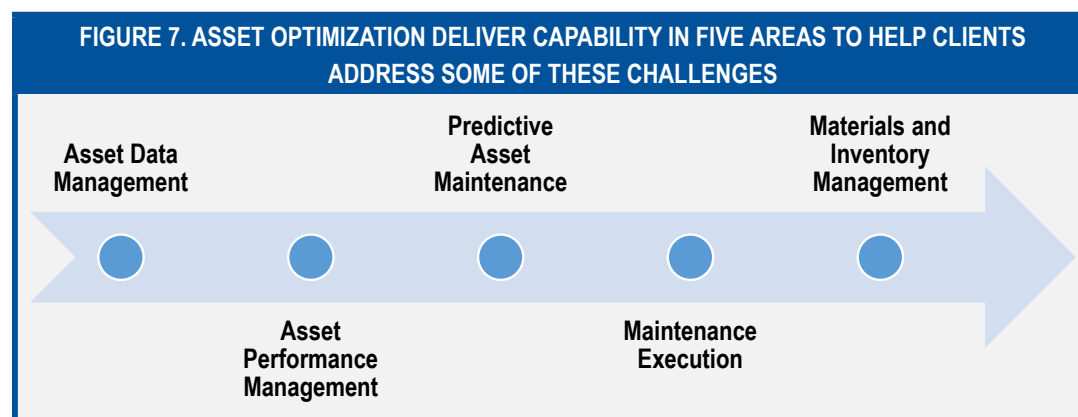 FIGURE 7. ASSET OPTIMIZATION DELIVER CAPABILITY IN FIVE AREAS TO HELP CLIENTS
ADDRESS SOME OF THESE CHALLENGES
Asset Data
Management
Asset
Performance
Management
Predictive
Asset
Maintenance
Maintenance
Execution
Materials and
Inventory
Management